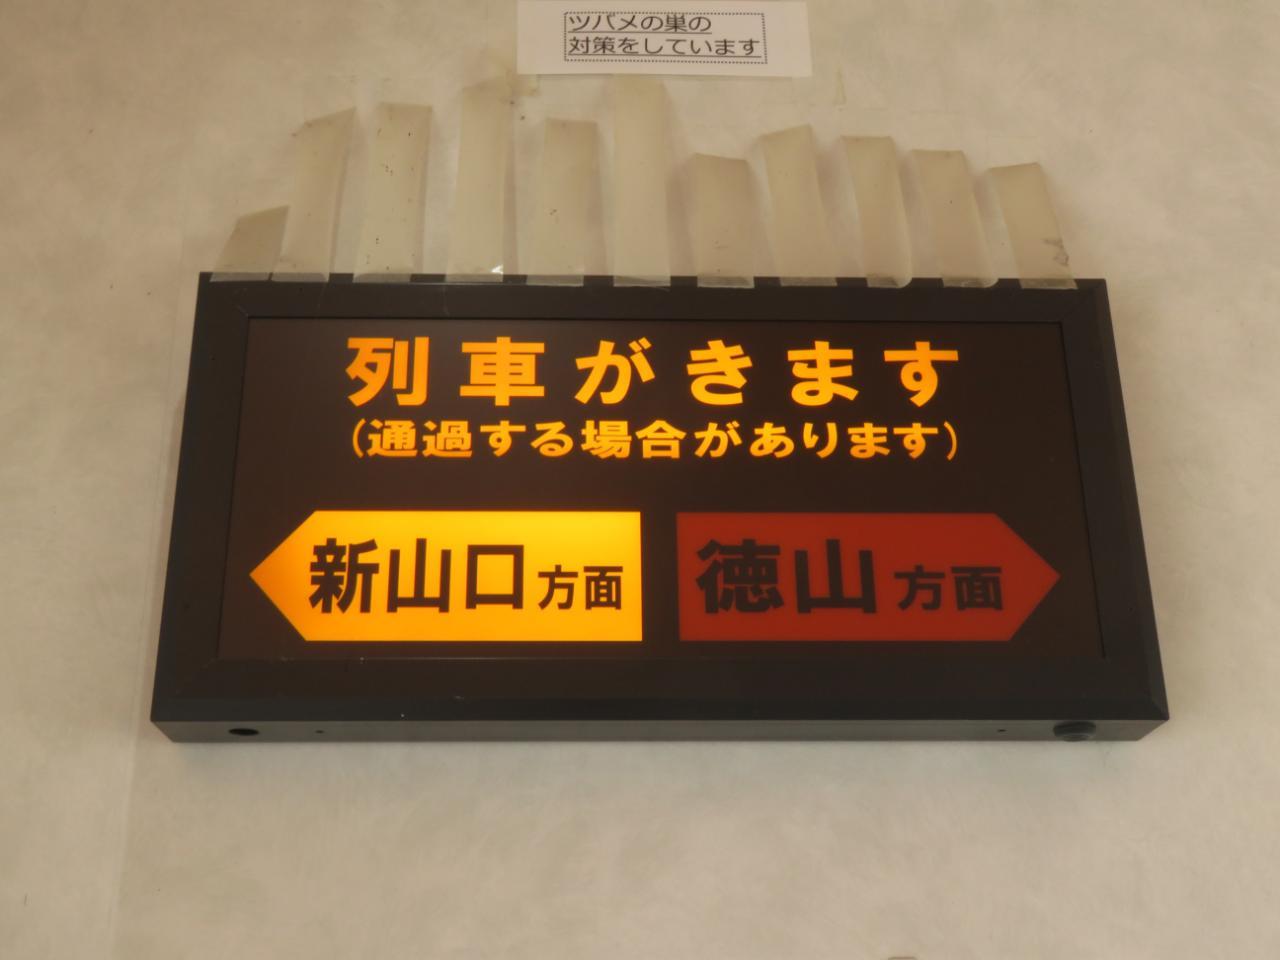 ツバメの巣の
対策をしています
列車がきます
(通過する場合があります)
新山口方面
徳山方面